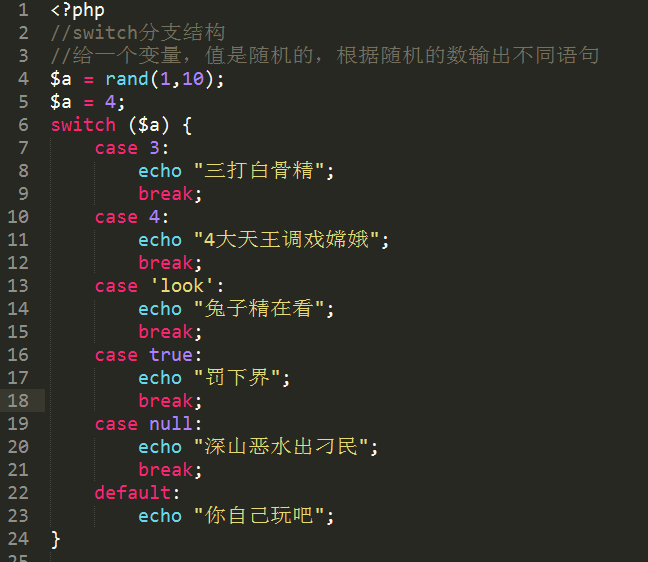 1 <?php
2 //switch分支结构
3 //给一个变量，值是随机的，根据随机的数输出不同语句
4 $a = rand(1,10);
5 $a = 4;
6 switch ($a) {
7     case 3:
8         echo "三打白骨精";
9         break;
10     case 4:
11         echo "4大天王调戏嫦娥";
12         break;
13     case 'look':
14         echo "兔子精在看";
15         break;
16     case true:
17         echo "罚下界";
18         break;
19     case null:
20         echo "深山恶水出刁民";
21         break;
22     default:
23         echo "你自己玩吧";
24 }
25